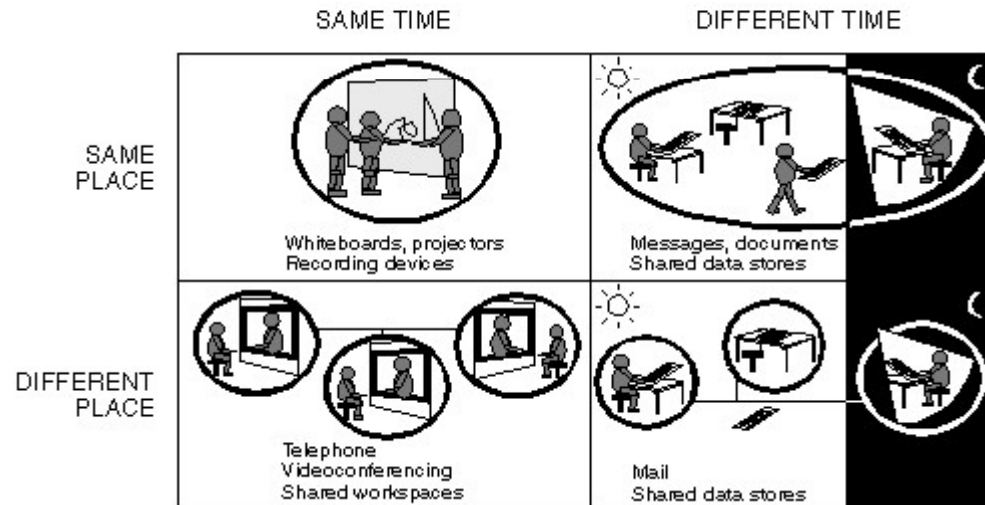 SAME TIME
DIFFERENT TIME
SAME
PLACE
Whiteboards, projectors
Recording devices
Messages, documents
Shared data stores
DIFFERENT
PLACE
Telephone
Videoconferencing
Shared workspaces
Mail
Shared data stores